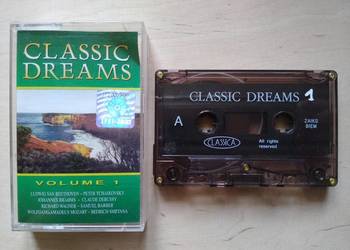 CLASSIC
DREAMS
VOLUME 1
LUDWIG VAN BEETHOVEN - PETER TCHAIKOVSKY
JOHANNES BRAHMS - CLAUDE DEBUSSY
RICHARD WAGNER - SAMUEL BARBER
WOLFGANG AMADEUS MOZART - BEDRICH SMETANA
CLASSIC DREAMS 1
A
CLASSICA
All rights
reserved
BIEM